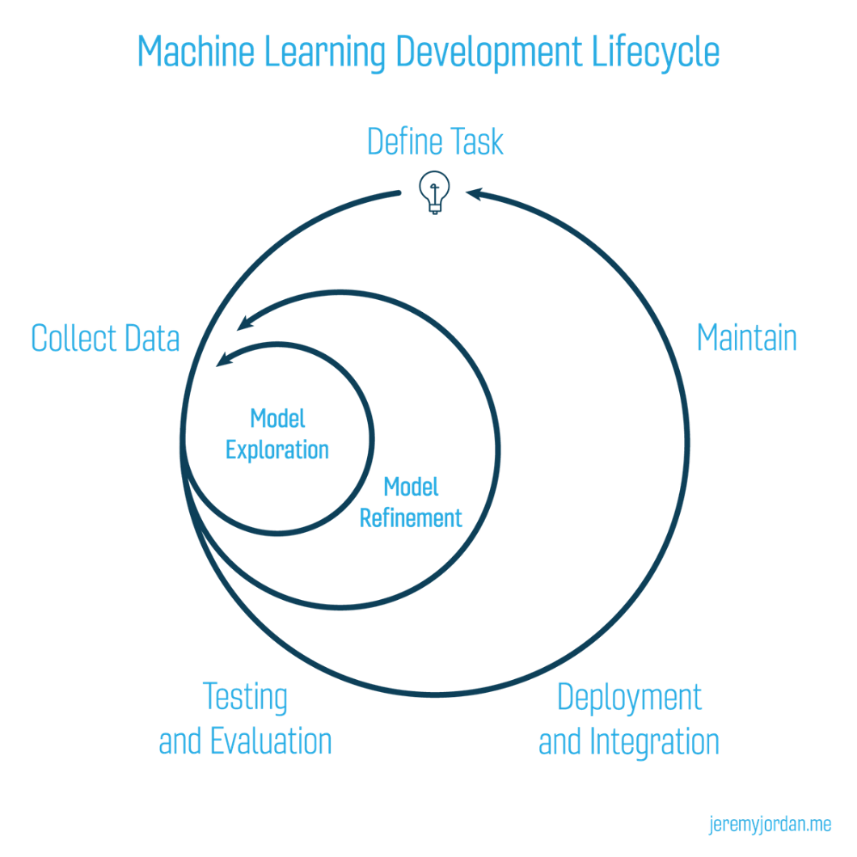 Machine Learning Development Lifecycle
Define Task
Collect Data
Maintain
Model
Exploration
Model
Refinement
Testing
and Evaluation
Deployment
and Integration
jeremyjordan.me